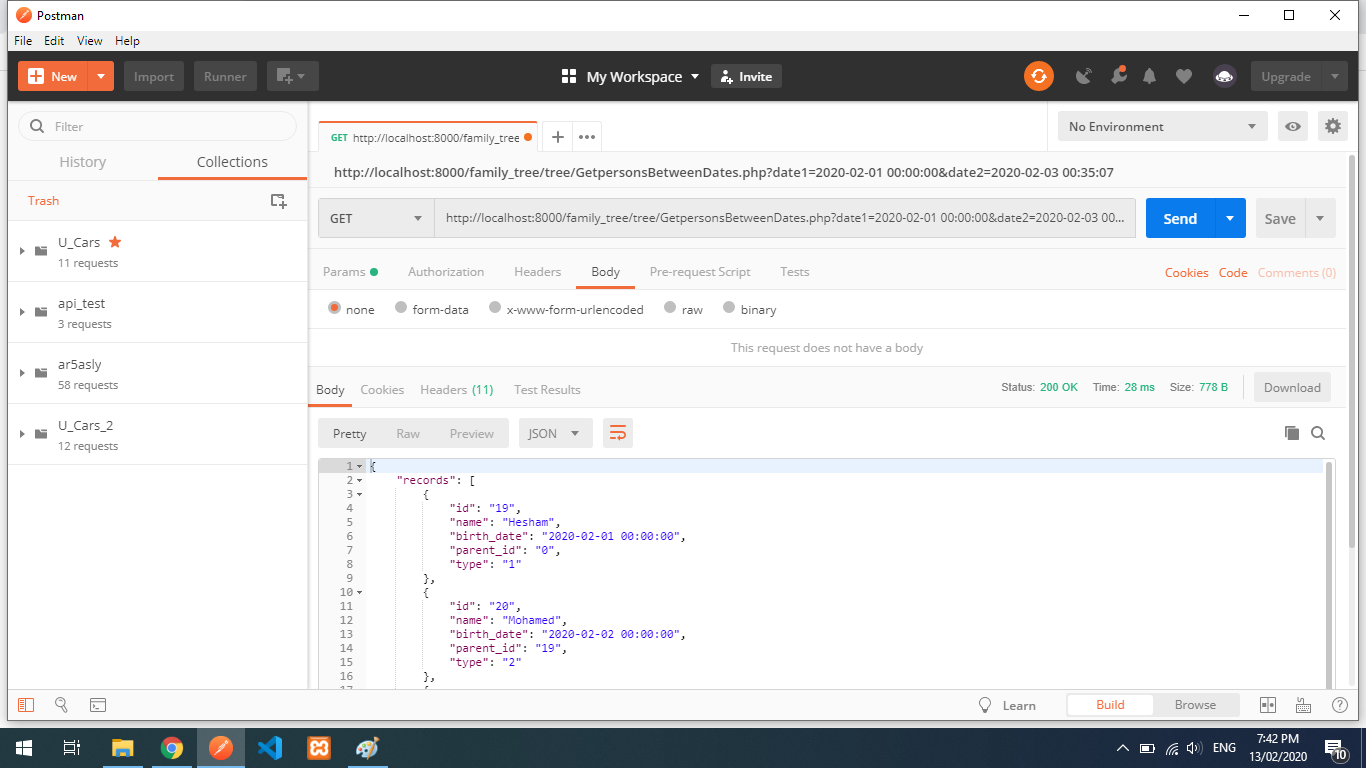 Postman
File Edit View Help
New Import Runner My Workspace Invite Upgrade
Filter
History Collections
Trash
U_Cars
11 requests
api_test
3 requests
ar5asly
58 requests
U_Cars_2
12 requests
GET http://localhost:8000/family_tree
No Environment
http://localhost:8000/family_tree/tree/GetpersonsBetweenDates.php?date1=2020-02-01 00:00:00&date2=2020-02-03 00:35:07
GET http://localhost:8000/family_tree/tree/GetpersonsBetweenDates.php?date1=2020-02-01 00:00:00&date2=2020-02-03 00... Send Save
Params Authorization Headers Body Pre-request Script Tests Cookies Code Comments (0)
none form-data x-www-form-urlencoded raw binary
This request does not have a body
Body Cookies Headers (11) Test Results Status: 200 OK Time: 28 ms Size: 778 B Download
Pretty Raw Preview JSON
1 {
2 "records": [
3 {
4 "id": "19",
5 "name": "Hesham",
6 "birth_date": "2020-02-01 00:00:00",
7 "parent_id": "0",
8 "type": "1"
9 },
10 {
11 "id": "20",
12 "name": "Mohamed",
13 "birth_date": "2020-02-02 00:00:00",
14 "parent_id": "19",
15 "type": "2"
16 },
17 {
Learn Build Browse
ENG 7:42 PM
13/02/2020
10